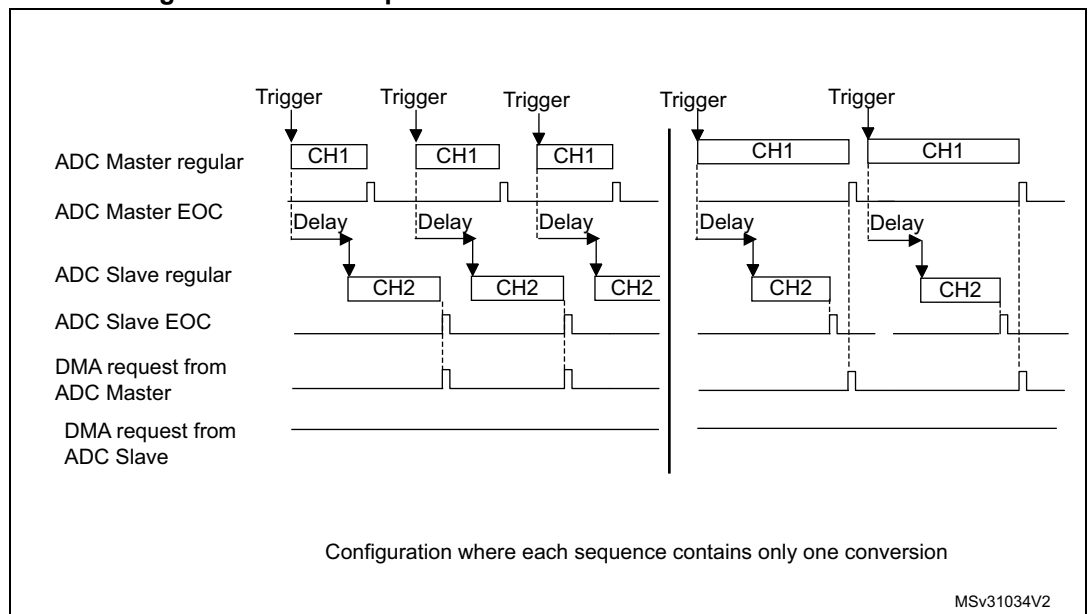 Trigger Trigger Trigger Trigger Trigger
ADC Master regular CH1 CH1 CH1 CH1 CH1
ADC Master EOC
Delay Delay Delay Delay Delay
ADC Slave regular CH2 CH2 CH2 CH2 CH2
ADC Slave EOC
DMA request from
ADC Master
DMA request from
ADC Slave
Configuration where each sequence contains only one conversion
MSv31034V2